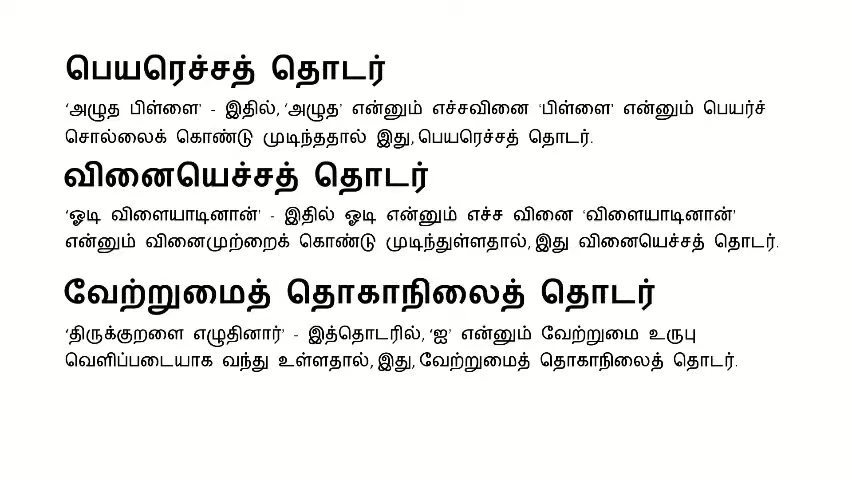 பெயரெச்சத் தொடர்
‘அழுத பிள்ளை’ - இதில், ‘அழுத’ என்னும் எச்சவினை ‘பிள்ளை’ என்னும் பெயர்ச்
சொல்லைக் கொண்டு முடிந்ததால் இது, பெயரெச்சத் தொடர்.
வினையெச்சத் தொடர்
‘ஓடி விளையாடினான்’ - இதில் ஓடி என்னும் எச்ச வினை ‘விளையாடினான்’
என்னும் வினைமுற்றைக் கொண்டு முடிந்துள்ளதால், இது வினையெச்சத் தொடர்.
வேற்றுமைத் தொகாநிலைத் தொடர்
‘திருக்குறளை எழுதினார்’ - இத்தொடரில், ‘ஐ’ என்னும் வேற்றுமை உருபு
வெளிப்படையாக வந்து உள்ளதால், இது, வேற்றுமைத் தொகாநிலைத் தொடர்.